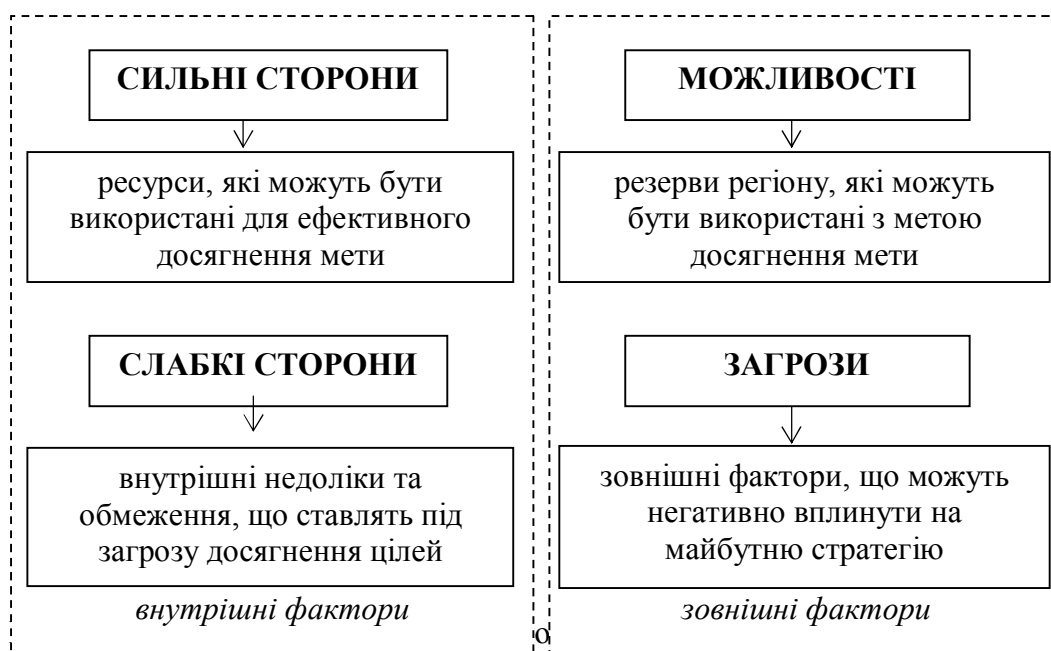 СИЛЬНІ СТОРОНИ
ресурси, які можуть бути
використані для ефективного
досягнення мети
СЛАБКІ СТОРОНИ
внутрішні недоліки та
обмеження, що ставлять під
загрозу досягнення цілей
внутрішні фактори
МОЖЛИВОСТІ
резерви регіону, які можуть
бути використані з метою
досягнення мети
ЗАГРОЗИ
зовнішні фактори, що можуть
негативно вплинути на
майбутню стратегію
зовнішні фактори
о